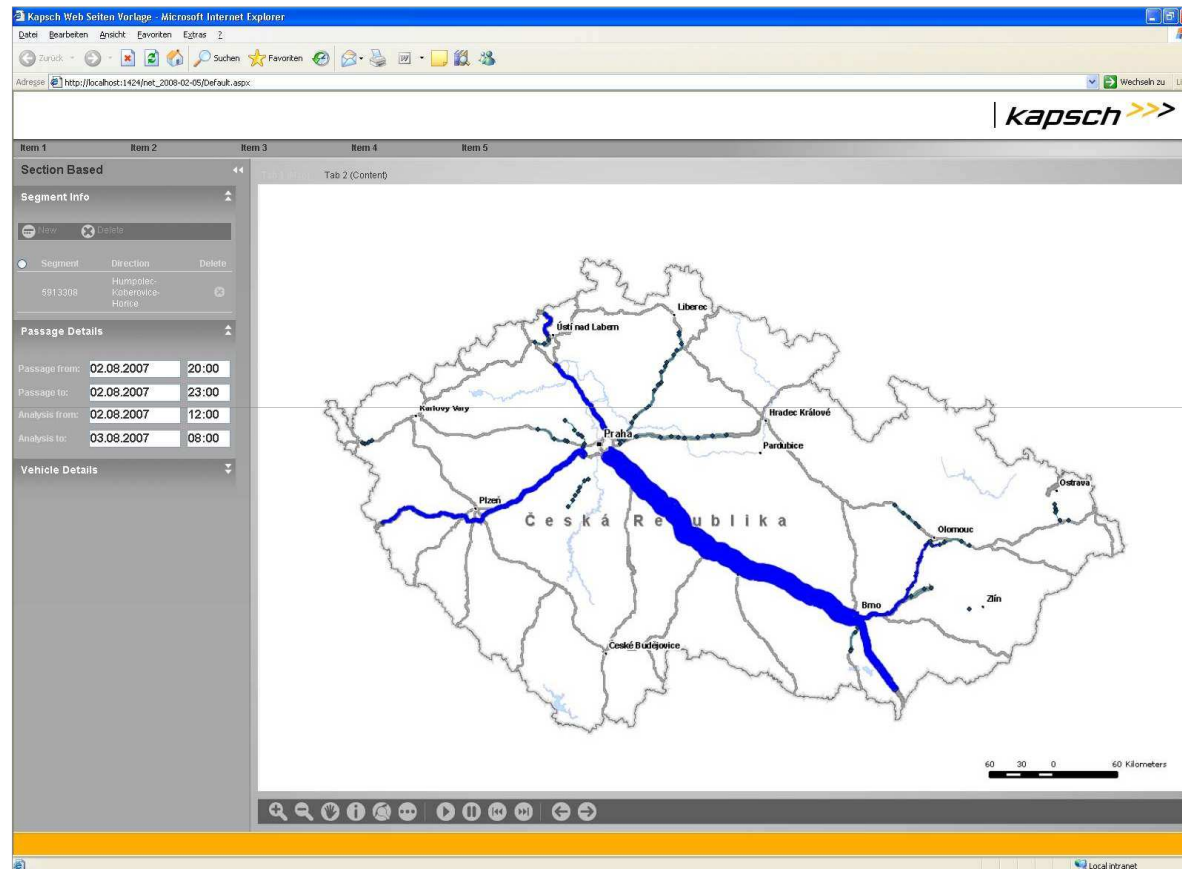 Kapsch Web Seiten Vorlage - Microsoft Internet Explorer
Datei Bearbeiten Ansicht Favoriten Extras ?
Zurück Suchen Favoriten
Adresse http://localhost:1424/net_2008-02-05/Default.aspx Wechseln zu Li
kapsch >>>
Item 1 Item 2 Item 3 Item 4 Item 5
Section Based
Tab 2 (Content)
Segment Info
New Delete
Segment Direction Delete
5913308 Humpolec-
Koberovice-
Horice
Passage Details
Passage from: 02.08.2007 20:00
Passage to: 02.08.2007 23:00
Analysis from: 02.08.2007 12:00
Analysis to: 03.08.2007 08:00
Vehicle Details
Liberec
Ústí nad Labem
Karlovy Vary
Hradec Králové
Praha
Pardubice
Ostrava
Plzeň
Česká Republika
Olomouc
Brno
Zlín
České Budějovice
60 30 0 60 Kilometers
Local intranet